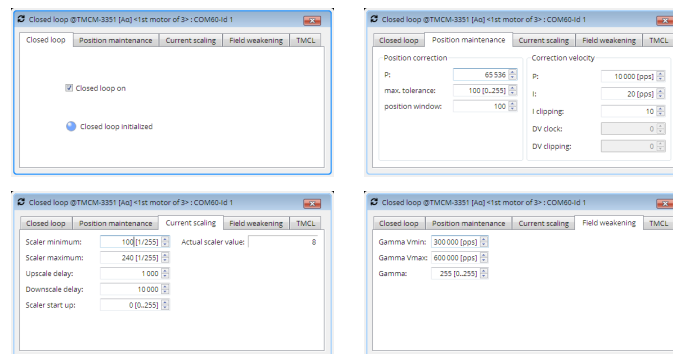 Closed loop @TMCM-3351 [Aq] <1st motor of 3> : COM60-Id 1
Closed loop Position maintenance Current scaling Field weakening TMCL
Closed loop on
Closed loop initialized
Closed loop @TMCM-3351 [Aq] <1st motor of 3> : COM60-Id 1
Closed loop Position maintenance Current scaling Field weakening TMCL
Position correction
P: 65 536
max. tolerance: 100 [0..255]
position window: 100
Correction velocity
P: 10 000 [pps]
I: 20 [pps]
I clipping: 10
DV clock: 0
DV clipping: 0
Closed loop @TMCM-3351 [Aq] <1st motor of 3> : COM60-Id 1
Closed loop Position maintenance Current scaling Field weakening TMCL
Scaler minimum: 100 [1/255] Actual scaler value: 8
Scaler maximum: 240 [1/255]
Upscale delay: 1 000
Downscale delay: 10 000
Scaler start up: 0 [0..255]
Closed loop @TMCM-3351 [Aq] <1st motor of 3> : COM60-Id 1
Closed loop Position maintenance Current scaling Field weakening TMCL
Gamma Vmin: 300 000 [pps]
Gamma Vmax: 600 000 [pps]
Gamma: 255 [0..255]